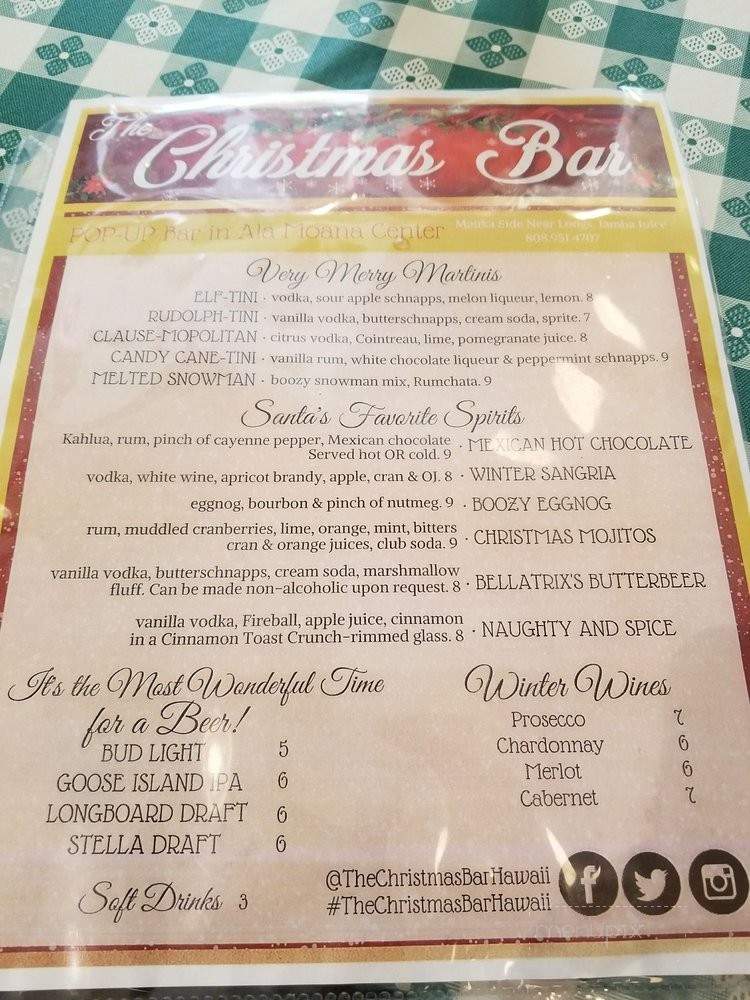 The Christmas Bar
POP-UP Bar in Ala Moana Center
Mauka Side Near Longs, Jamba Juice
808.951.4707
Very Merry Martinis
ELF-TINI · vodka, sour apple schnapps, melon liqueur, lemon. 8
RUDOLPH-TINI · vanilla vodka, butterschnapps, cream soda, sprite. 7
CLAUSE-MOPOLITAN · citrus vodka, Cointreau, lime, pomegranate juice. 8
CANDY CANE-TINI · vanilla rum, white chocolate liqueur & peppermint schnapps. 9
MELTED SNOWMAN · boozy snowman mix, Rumchata. 9
Santa's Favorite Spirits
Kahlua, rum, pinch of cayenne pepper, Mexican chocolate
Served hot OR cold. 9 · MEXICAN HOT CHOCOLATE
vodka, white wine, apricot brandy, apple, cran & OJ. 8 · WINTER SANGRIA
eggnog, bourbon & pinch of nutmeg. 9 · BOOZY EGGNOG
rum, muddled cranberries, lime, orange, mint, bitters
cran & orange juices, club soda. 9 · CHRISTMAS MOJITOS
vanilla vodka, butterschnapps, cream soda, marshmallow
fluff. Can be made non-alcoholic upon request. 8 · BELLATRIX'S BUTTERBEER
vanilla vodka, Fireball, apple juice, cinnamon
in a Cinnamon Toast Crunch-rimmed glass. 8 · NAUGHTY AND SPICE
It's the Most Wonderful Time
for a Beer!
BUD LIGHT 5
GOOSE ISLAND IPA 6
LONGBOARD DRAFT 6
STELLA DRAFT 6
Soft Drinks 3
Winter Wines
Prosecco 7
Chardonnay 6
Merlot 6
Cabernet 7
@TheChristmasBarHawaii
#TheChristmasBarHawaii
menupix